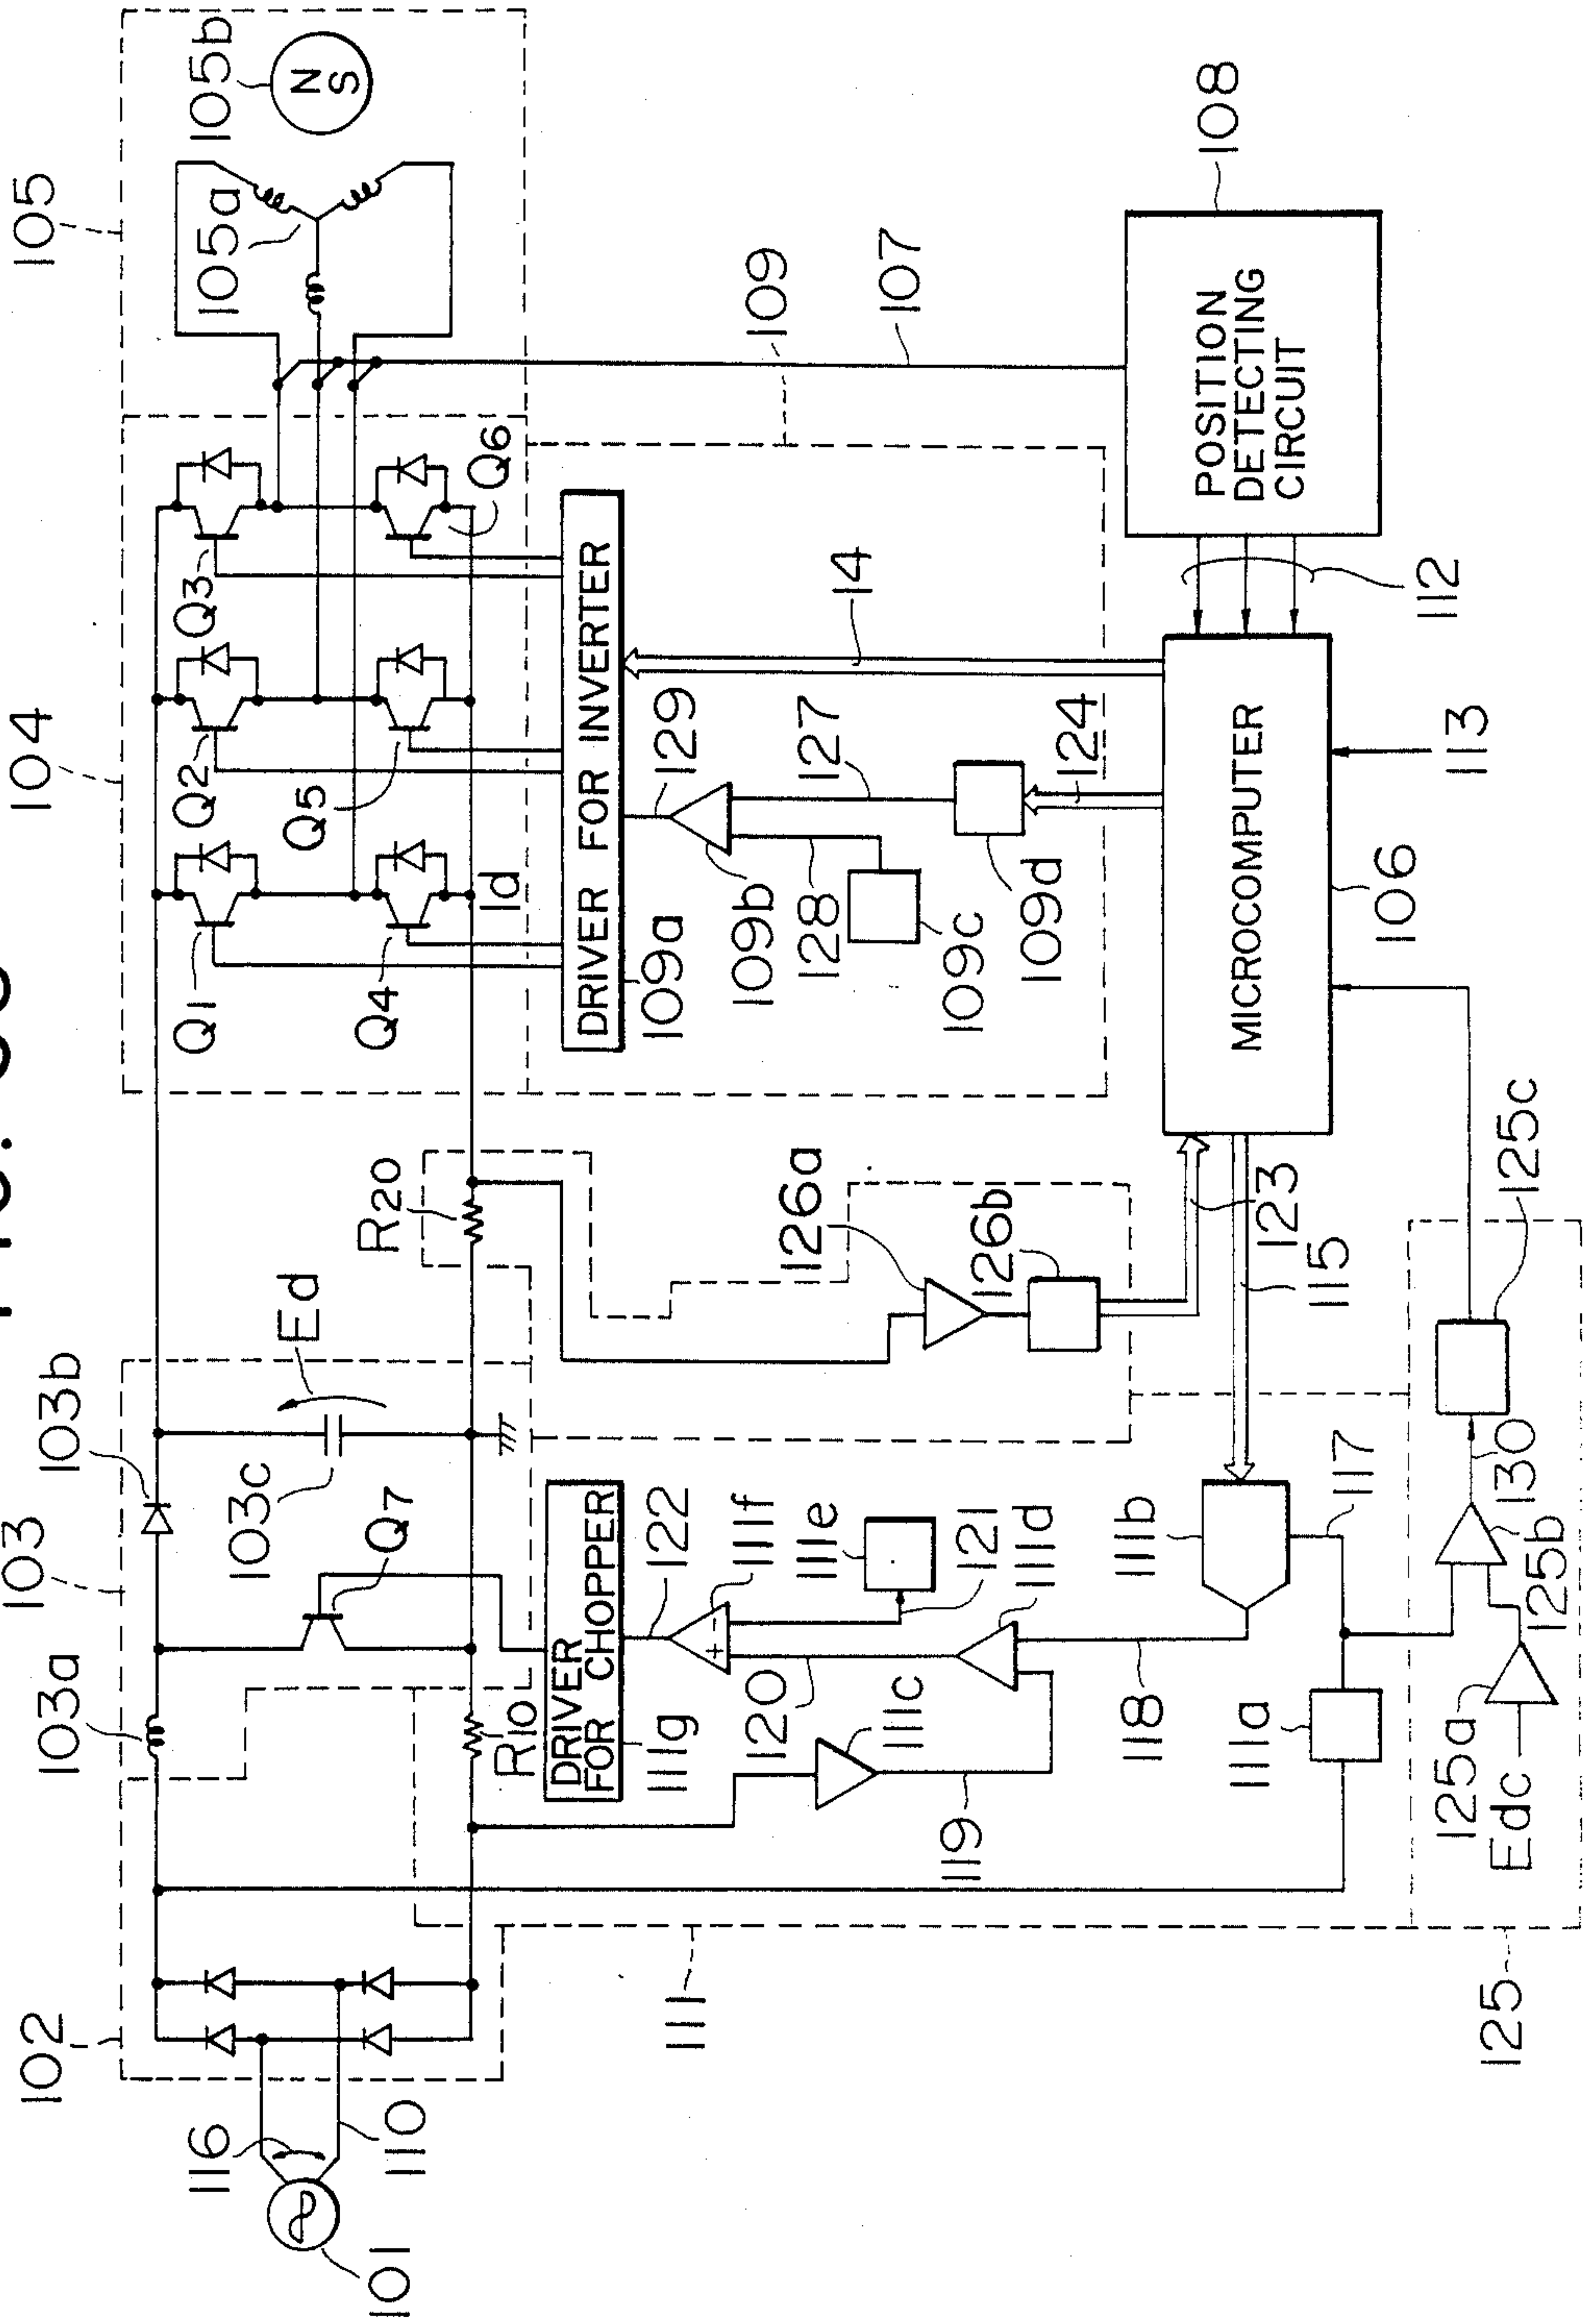 105
105b
N
S
105a
104
Q3
Q6
Q2
Q5
Q1
Q4
Id
103
103b
Ed
R20
103a
103c
Q7
R10
102
116
110
101
DRIVER FOR INVERTER
109a
129
109b
128
127
109c
109d
124
14
109
107
POSITION
DETECTING
CIRCUIT
108
112
MICROCOMPUTER
106
113
126a
126b
123
115
DRIVER
FOR CHOPPER
111g
122
+
-
111f
111e
121
120
111d
111c
119
118
111b
117
111a
111
125c
130
125b
125a
Edc
125